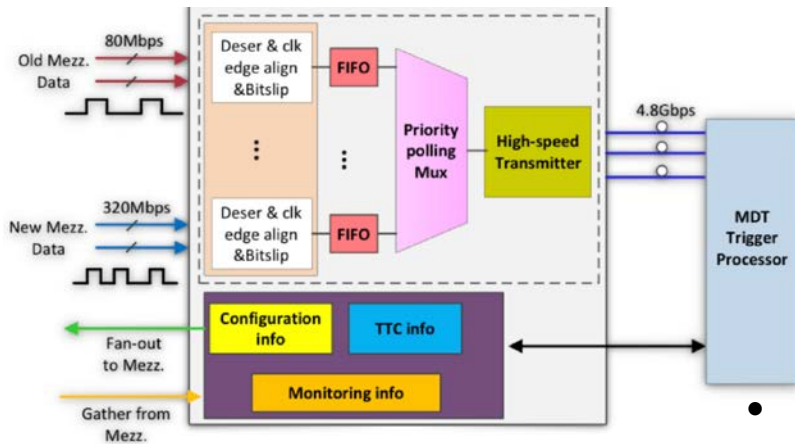 80Mbps
Old Mezz.
Data
Deser & clk
edge align
&Bitslip
FIFO
Priority
polling
Mux
High-speed
Transmitter
4.8Gbps
MDT
Trigger
Processor
320Mbps
New Mezz.
Data
Deser & clk
edge align
&Bitslip
FIFO
Configuration
info
TTC info
Monitoring info
Fan-out
to Mezz.
Gather from
Mezz.